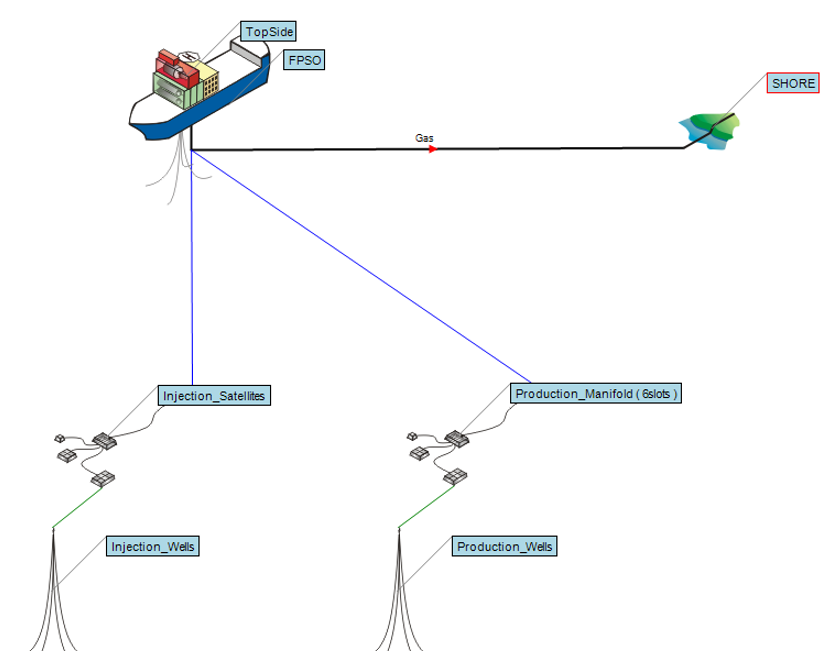 TopSide
FPSO
SHORE
Gas
Injection_Satellites
Production_Manifold ( 6slots )
Injection_Wells
Production_Wells